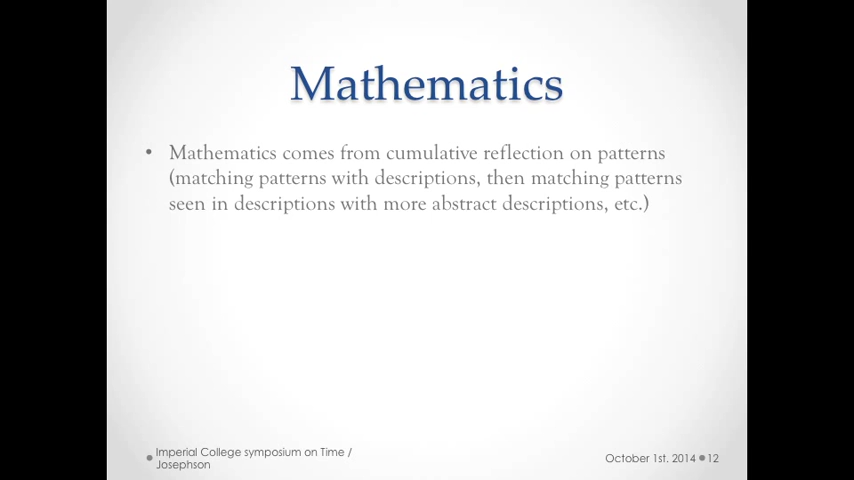 Mathematics
• Mathematics comes from cumulative reflection on patterns
(matching patterns with descriptions, then matching patterns
seen in descriptions with more abstract descriptions, etc.)
Imperial College symposium on Time /
Josephson
October 1st. 2014 12